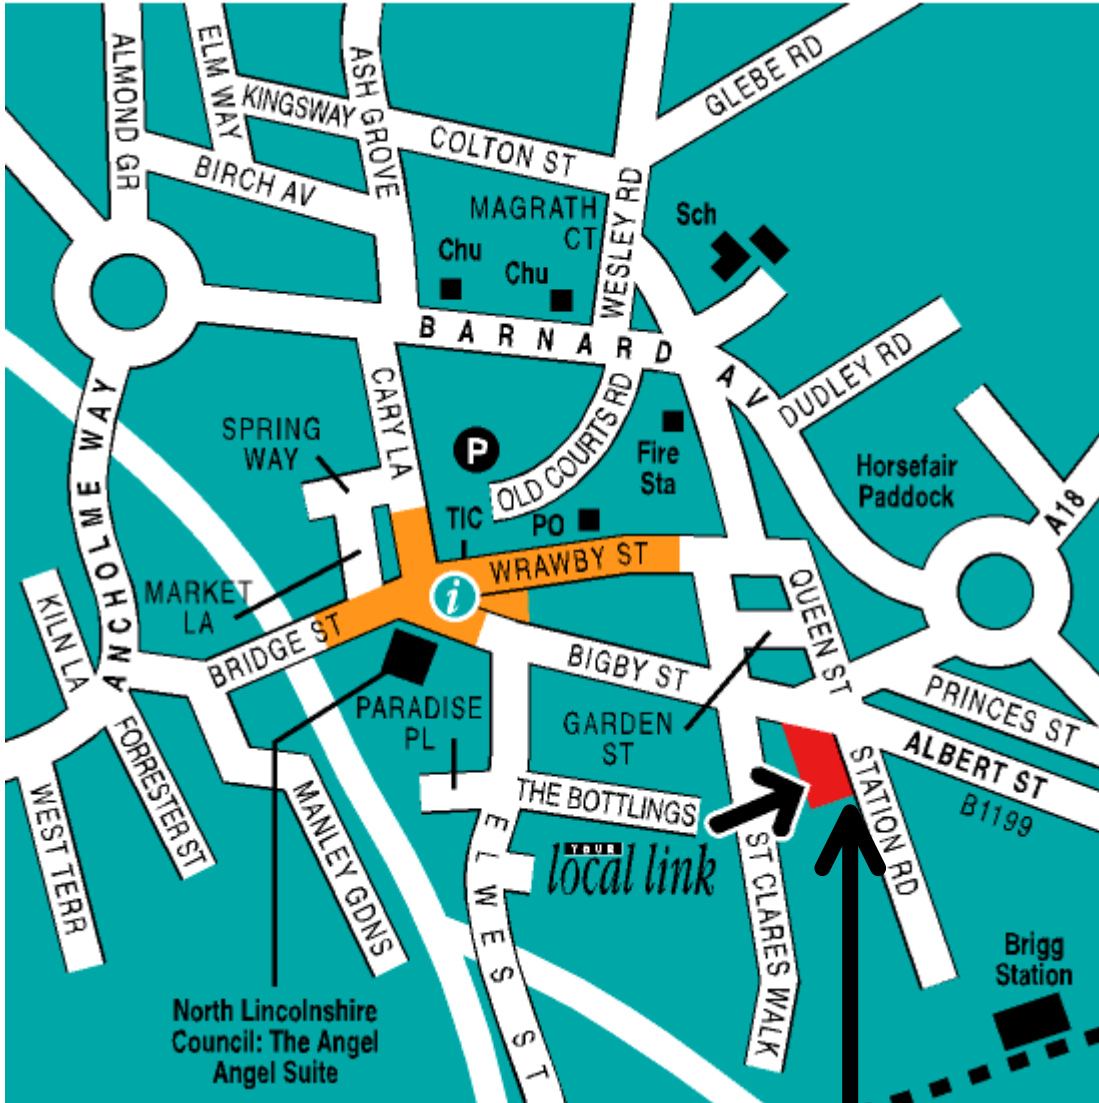 ALMOND GR
ELM WAY
KINGSWAY
ASH GROVE
COLTON ST
GLEBE RD
BIRCH AV
MAGRATH
CT
WESLEY RD
Sch
Chu
Chu
BARNARD AV
DUDLEY RD
CARY LA
SPRING
WAY
P
OLD COURTS RD
Fire
Sta
Horsefair
Paddock
A18
ANCHOLME WAY
TIC
PO
WRAWBY ST
i
MARKET
LA
KILN LA
BRIDGE ST
QUEEN ST
BIGBY ST
PARADISE
PL
GARDEN
ST
PRINCES ST
ALBERT ST
B1199
FORRESTER ST
WEST TERR
MANLEY GDNS
THE BOTTLINGS
STATION RD
YOUR
local link
ELWES ST
ST CLARES WALK
Brigg
Station
North Lincolnshire
Council: The Angel
Angel Suite